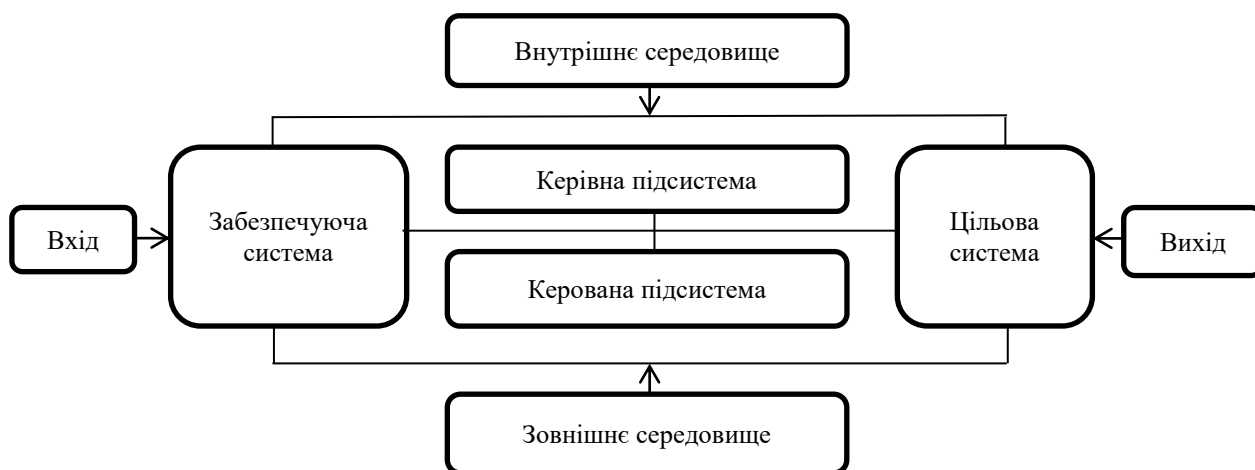 Внутрішнє середовище
Керівна підсистема
Забезпечуюча
система
Цільова
система
Вхід
Вихід
Керована підсистема
Зовнішнє середовище